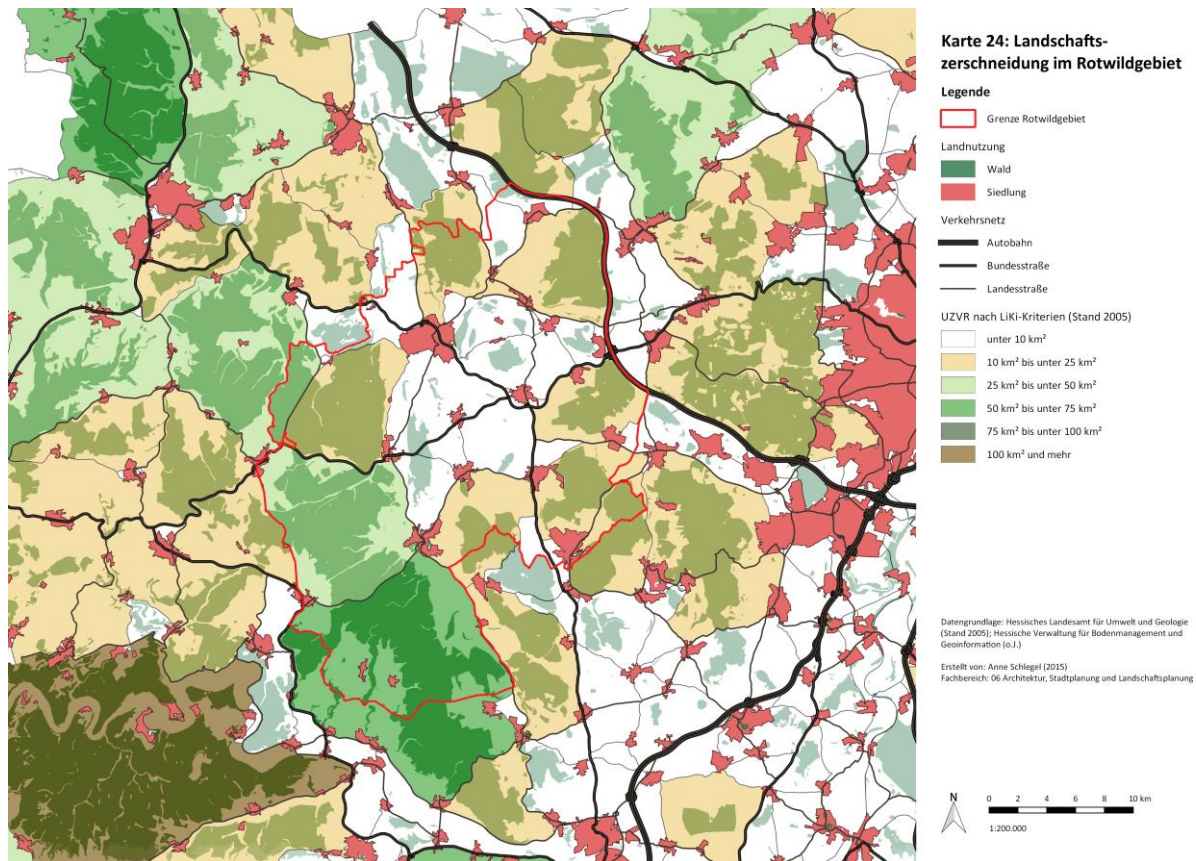 Karte 24: Landschafts-
zerschneidung im Rotwildgebiet
Legende
Grenze Rotwildgebiet
Landnutzung
Wald
Siedlung
Verkehrsnetz
Autobahn
Bundesstraße
Landesstraße
UZVR nach LiKi-Kriterien (Stand 2005)
unter 10 km²
10 km² bis unter 25 km²
25 km² bis unter 50 km²
50 km² bis unter 75 km²
75 km² bis unter 100 km²
100 km² und mehr
Datengrundlage: Hessisches Landesamt für Umwelt und Geologie
(Stand 2005); Hessische Verwaltung für Bodenmanagement und
Geoinformation (o.J.)
Erstellt von: Anne Schlegel (2015)
Fachbereich: 06 Architektur, Stadtplanung und Landschaftsplanung
N
0 2 4 6 8 10 km
1:200.000